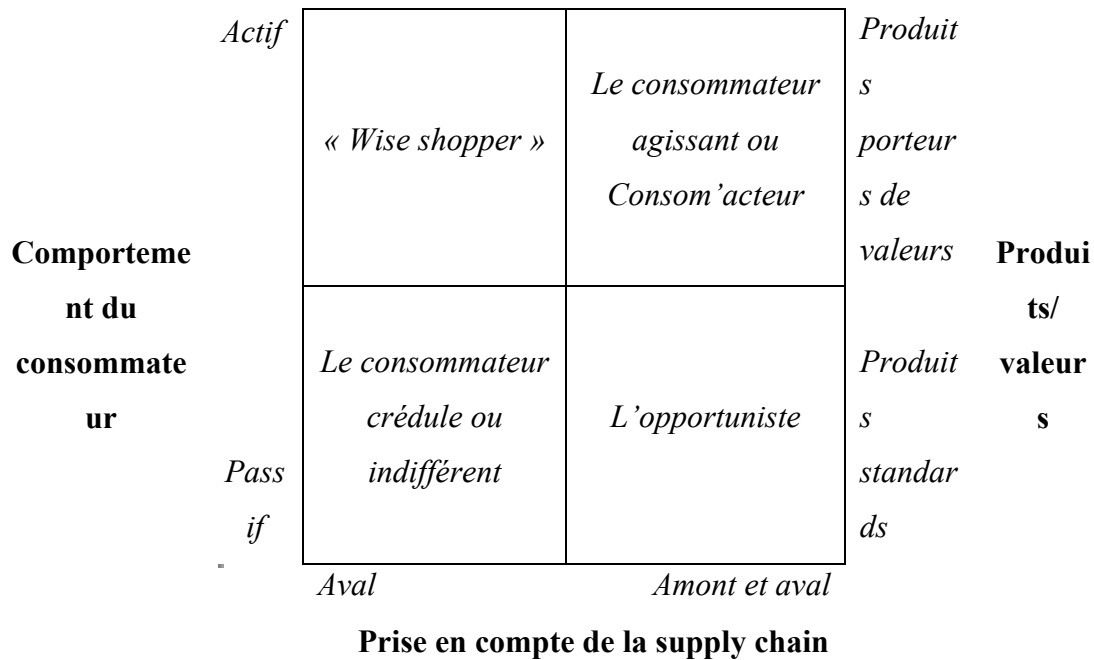 Actif
« Wise shopper »
Le consommateur
agissant ou
Consom’acteur
Produit
s
porteur
s de
valeurs
Comporteme
nt du
consommate
ur
Produi
ts/
valeur
s
Le consommateur
crédule ou
indifférent
L’opportuniste
Produit
s
standar
ds
Pass
if
Aval
Amont et aval
Prise en compte de la supply chain